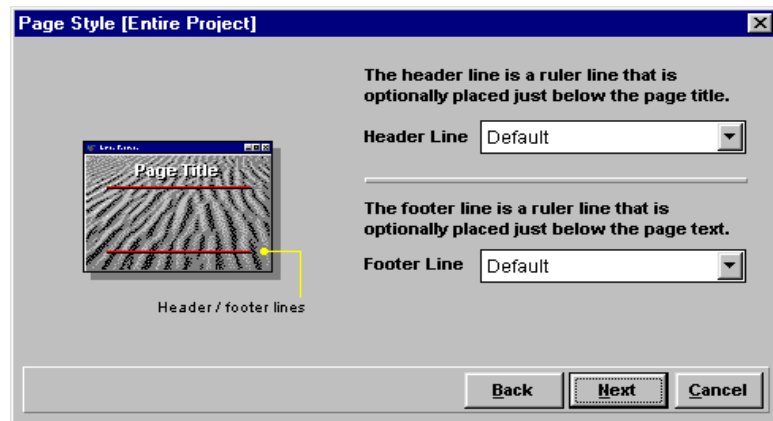 Page Style [Entire Project]
The header line is a ruler line that is
optionally placed just below the page title.
Header Line Default
Page Title
The footer line is a ruler line that is
optionally placed just below the page text.
Footer Line Default
Header / footer lines
Back Next Cancel